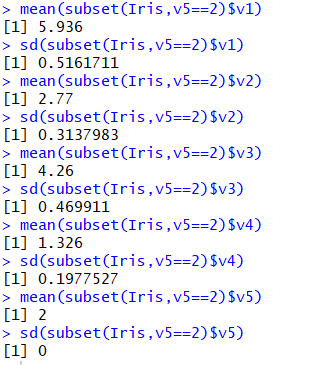 > mean(subset(Iris,v5==2)$v1)
[1] 5.936
> sd(subset(Iris,v5==2)$v1)
[1] 0.5161711
> mean(subset(Iris,v5==2)$v2)
[1] 2.77
> sd(subset(Iris,v5==2)$v2)
[1] 0.3137983
> mean(subset(Iris,v5==2)$v3)
[1] 4.26
> sd(subset(Iris,v5==2)$v3)
[1] 0.469911
> mean(subset(Iris,v5==2)$v4)
[1] 1.326
> sd(subset(Iris,v5==2)$v4)
[1] 0.1977527
> mean(subset(Iris,v5==2)$v5)
[1] 2
> sd(subset(Iris,v5==2)$v5)
[1] 0